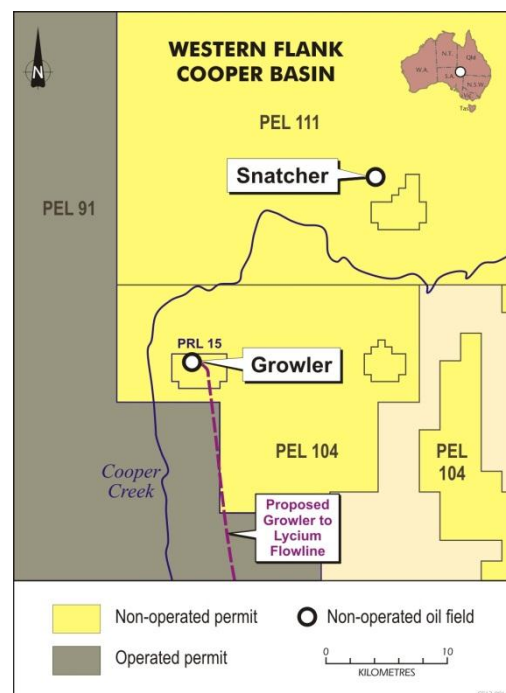 WESTERN FLANK
COOPER BASIN
N
N.T.
Qld
W.A.
S.A.
N.S.W.
Tas
PEL 111
Snatcher
PEL 91
PRL 15
Growler
PEL 104
PEL
104
Cooper
Creek
Proposed
Growler to
Lycium
Flowline
Non-operated permit
Non-operated oil field
Operated permit
0 10
KILOMETRES